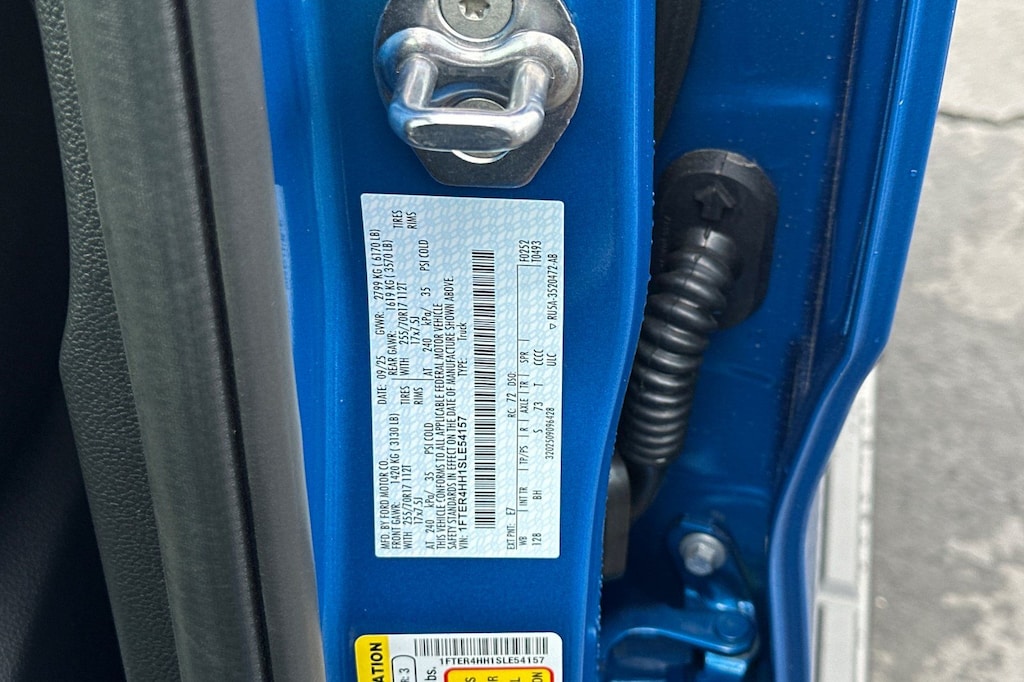 MFD. BY FORD MOTOR CO.
DATE: 09/25 GVWR: 2799 KG ( 6170 LB)
FRONT GAWR: 1420 KG ( 3130 LB) REAR GAWR: 1619 KG ( 3570 LB)
WITH 255/70R17 112T TIRES WITH 255/70R17 112T TIRES
17x7.5J RIMS 17x7.5J RIMS
AT 240 kPa/ 35 PSI COLD AT 240 kPa/ 35 PSI COLD
THIS VEHICLE CONFORMS TO ALL APPLICABLE FEDERAL MOTOR VEHICLE
SAFETY STANDARDS IN EFFECT ON THE DATE OF MANUFACTURE SHOWN ABOVE.
VIN: 1FTER4HH1SLE54157 TYPE: Truck
F0252
T0493
EXT PNT: E7 RC: 72 DSO:
WB INT TR TP/PS R AXLE TR SPR
128 BH S 73 T CCCC
ULC
3202509096428
▽ RUSA-3520472-AB
1FTER4HH1SLE54157